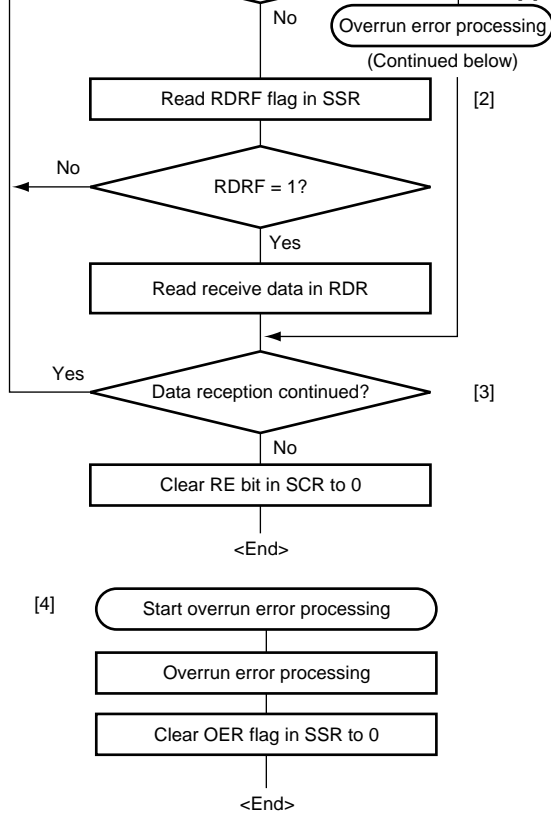 No
Overrun error processing
(Continued below)
Read RDRF flag in SSR
[2]
No
RDRF = 1?
Yes
Read receive data in RDR
Yes
Data reception continued?
[3]
No
Clear RE bit in SCR to 0
<End>
[4]
Start overrun error processing
Overrun error processing
Clear OER flag in SSR to 0
<End>